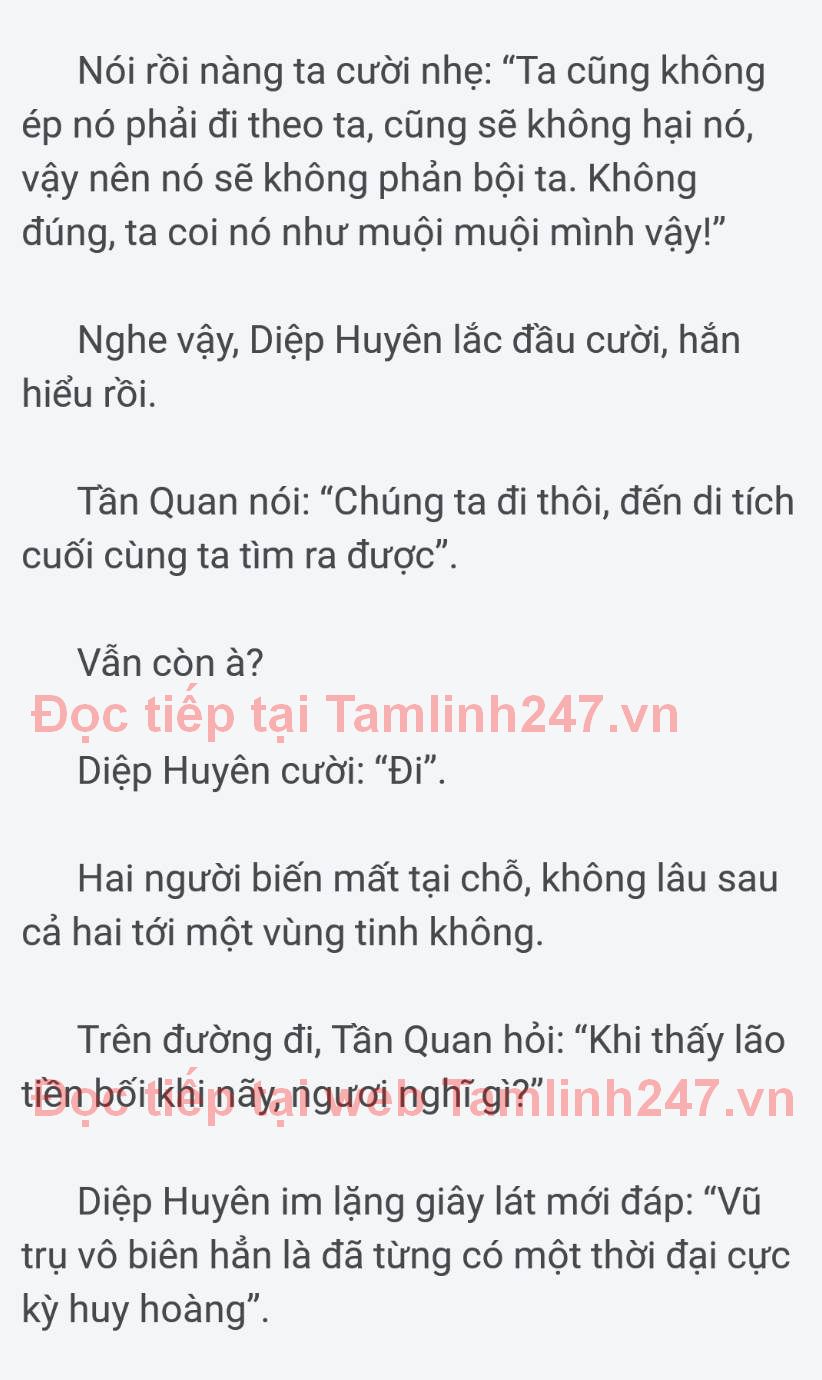 Nói rồi nàng ta cười nhẹ: “Ta cũng không
ép nó phải đi theo ta, cũng sẽ không hại nó,
vậy nên nó sẽ không phản bội ta. Không
đúng, ta coi nó như muội muội mình vậy!”
Nghe vậy, Diệp Huyên lắc đầu cười, hắn
hiểu rồi.
Tần Quan nói: “Chúng ta đi thôi, đến di tích
cuối cùng ta tìm ra được”.
Vẫn còn à?
Đọc tiếp tại Tamlinh247.vn
Diệp Huyên cười: “Đi”.
Hai người biến mất tại chỗ, không lâu sau
cả hai tới một vùng tinh không.
Trên đường đi, Tần Quan hỏi: “Khi thấy lão
tiền bối khi nãy, ngươi nghĩ gì?”
Đọc tiếp tại web Tamlinh247.vn
Diệp Huyên im lặng giây lát mới đáp: “Vũ
trụ vô biên hẳn là đã từng có một thời đại cực
kỳ huy hoàng”.